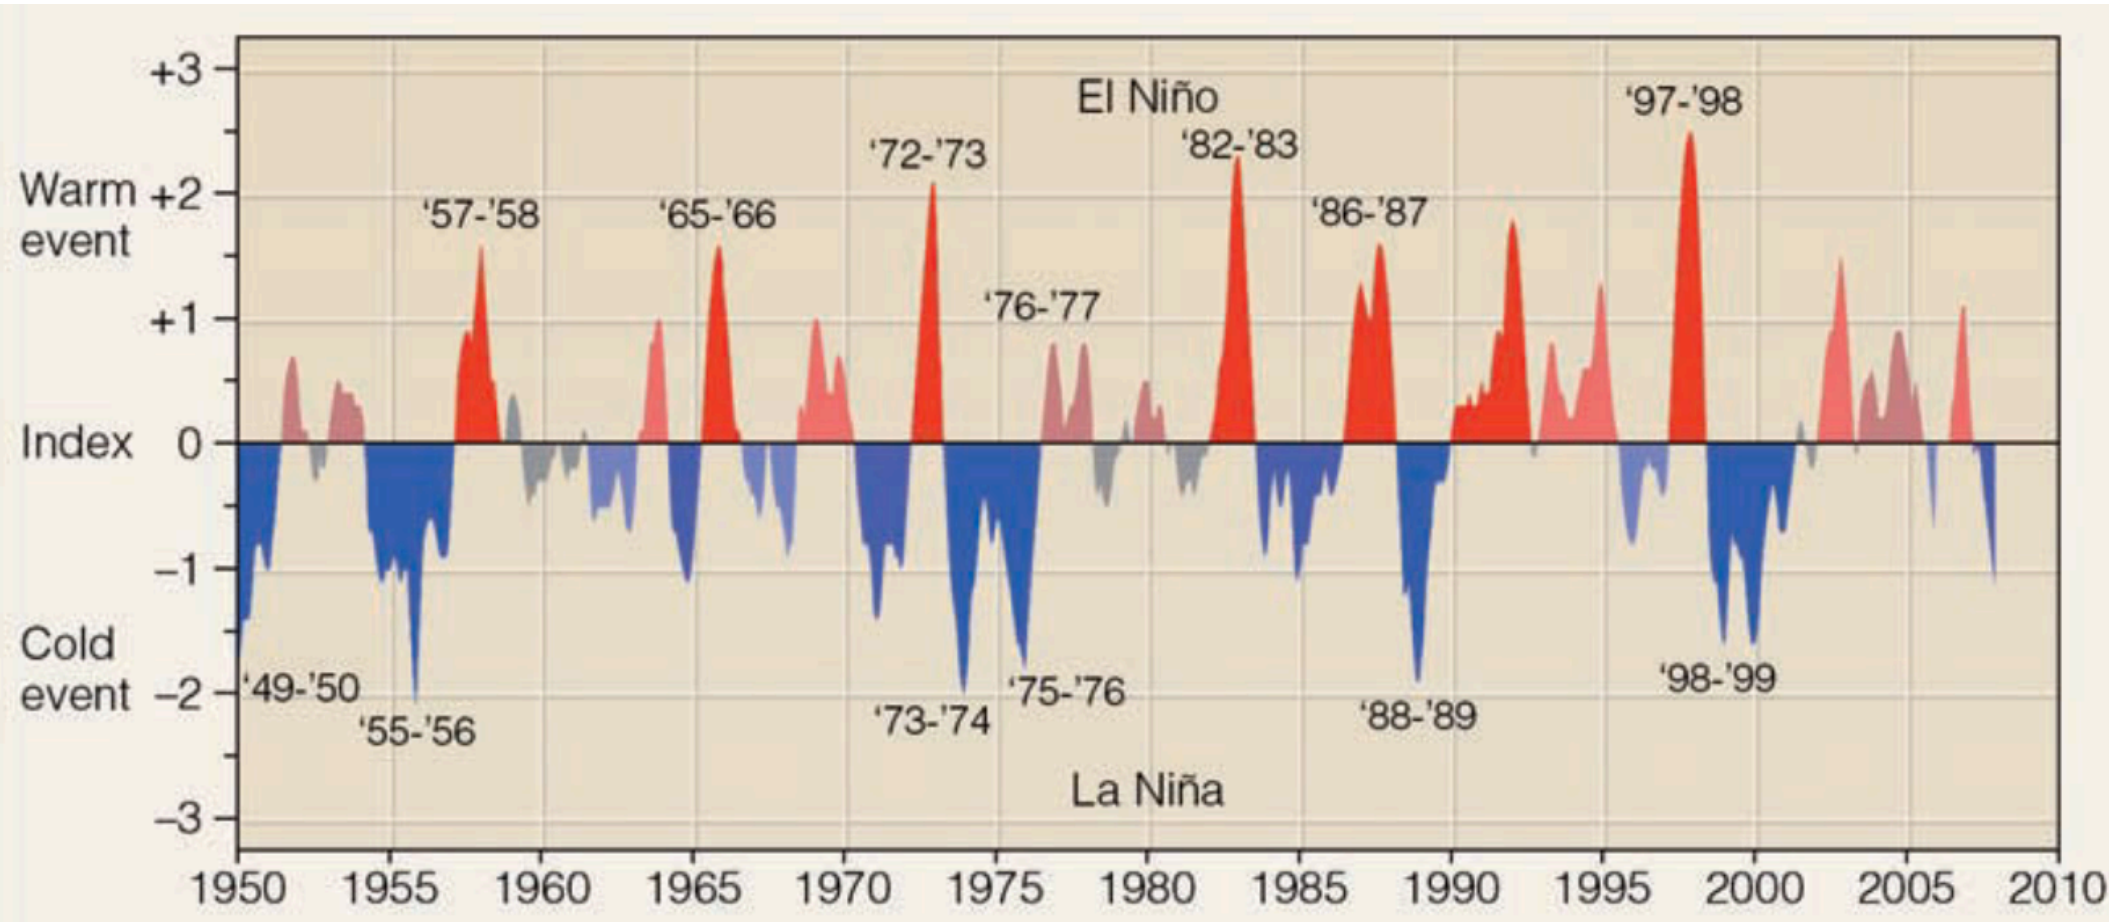 +3
El Niño
'97-'98
'82-'83
'72-'73
Warm
event
+2
'57-'58
'65-'66
'86-'87
'76-'77
+1
Index
0
–1
Cold
event
–2
'49-'50
'55-'56
'73-'74
'75-'76
'88-'89
'98-'99
La Niña
–3
1950 1955 1960 1965 1970 1975 1980 1985 1990 1995 2000 2005 2010